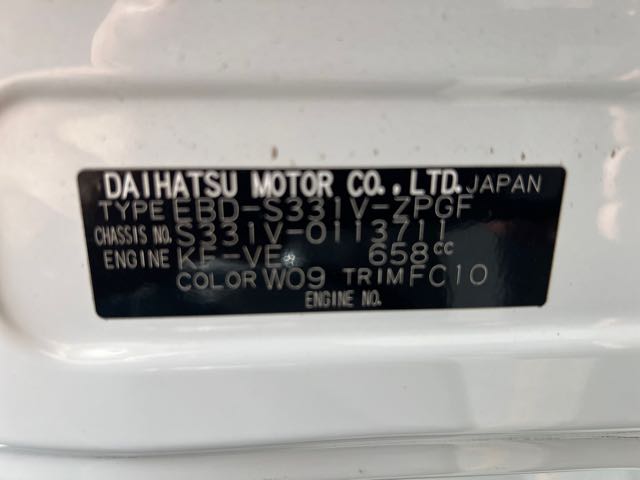 DAIHATSU MOTOR CO.,LTD. JAPAN
TYPE EBD-S331V-ZPGF
CHASSIS NO. S331V-0113711
ENGINE KF-VE 658cc
COLOR W09 TRIM FC10
ENGINE NO.